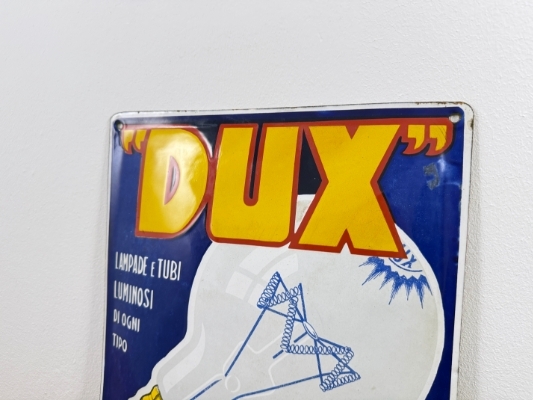 "DUX"
LAMPADE E TUBI
LUMINOSI
DI OGNI
TIPO